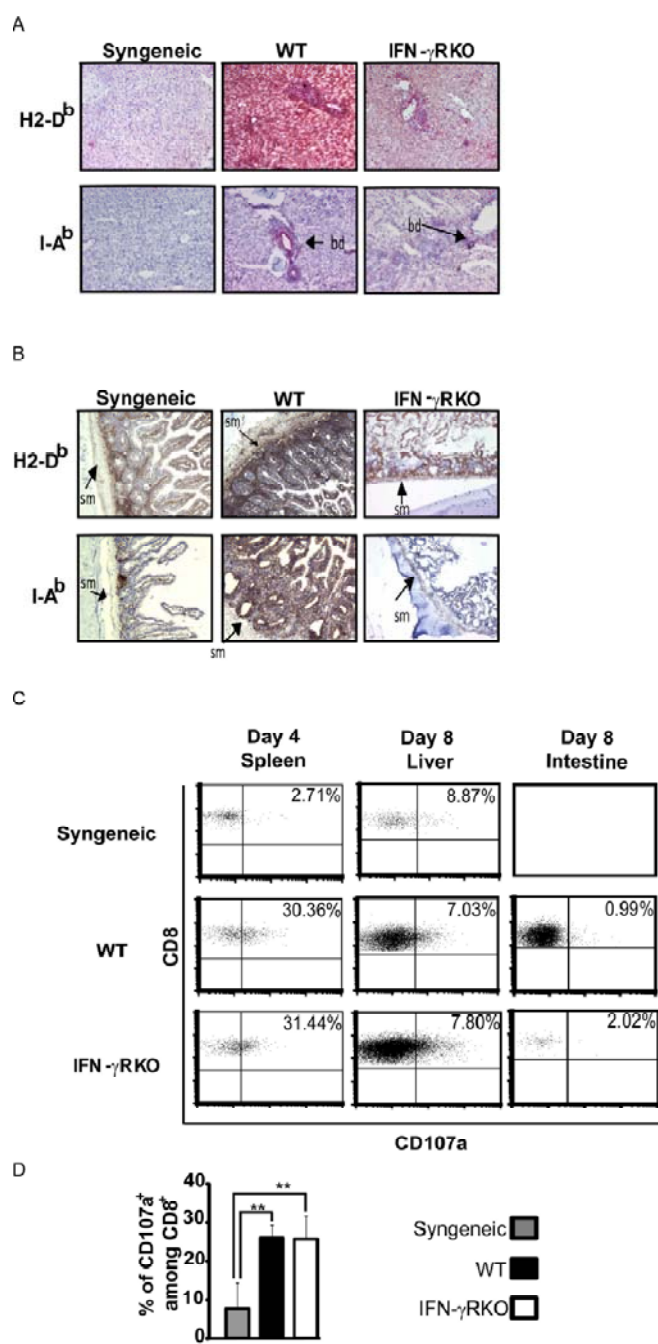 A
Syngeneic WT IFN-γRKO
H2-Dᵇ
I-Aᵇ
bd
bd
B
Syngeneic WT IFN-γRKO
H2-Dᵇ
sm
sm
sm
I-Aᵇ
sm
sm
sm
C
Day 4 Day 8 Day 8
Spleen Liver Intestine
Syngeneic 2.71% 8.87%
WT 30.36% 7.03% 0.99%
CD8
IFN-γRKO 31.44% 7.80% 2.02%
CD107a
D
% of CD107a⁺
among CD8⁺
40
30
20
10
0
**
**
Syngeneic
WT
IFN-γRKO